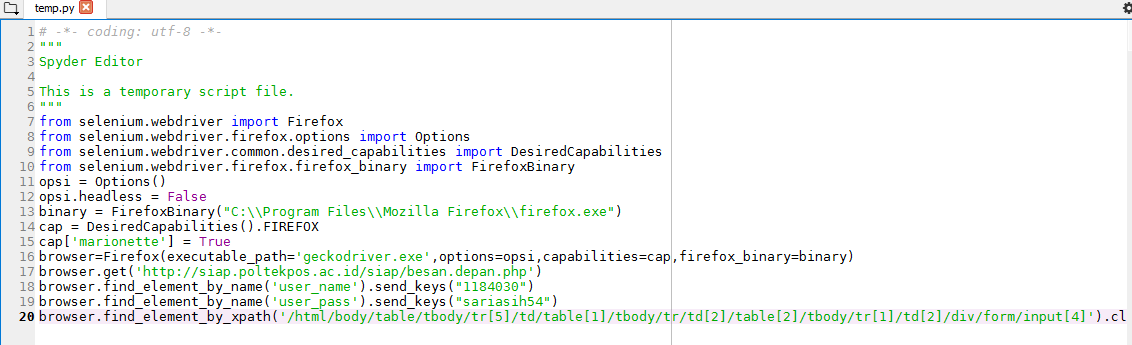 temp.py
1 # -*- coding: utf-8 -*-
2 """
3 Spyder Editor
4
5 This is a temporary script file.
6 """
7 from selenium.webdriver import Firefox
8 from selenium.webdriver.firefox.options import Options
9 from selenium.webdriver.common.desired_capabilities import DesiredCapabilities
10 from selenium.webdriver.firefox.firefox_binary import FirefoxBinary
11 opsi = Options()
12 opsi.headless = False
13 binary = FirefoxBinary("C:\\Program Files\\Mozilla Firefox\\firefox.exe")
14 cap = DesiredCapabilities().FIREFOX
15 cap['marionette'] = True
16 browser=Firefox(executable_path='geckodriver.exe',options=opsi,capabilities=cap,firefox_binary=binary)
17 browser.get('http://siap.poltekpos.ac.id/siap/besan.depan.php')
18 browser.find_element_by_name('user_name').send_keys("1184030")
19 browser.find_element_by_name('user_pass').send_keys("sariasih54")
20 browser.find_element_by_xpath('/html/body/table/tbody/tr[5]/td/table[1]/tbody/tr/td[2]/table[2]/tbody/tr[1]/td[2]/div/form/input[4]').cl